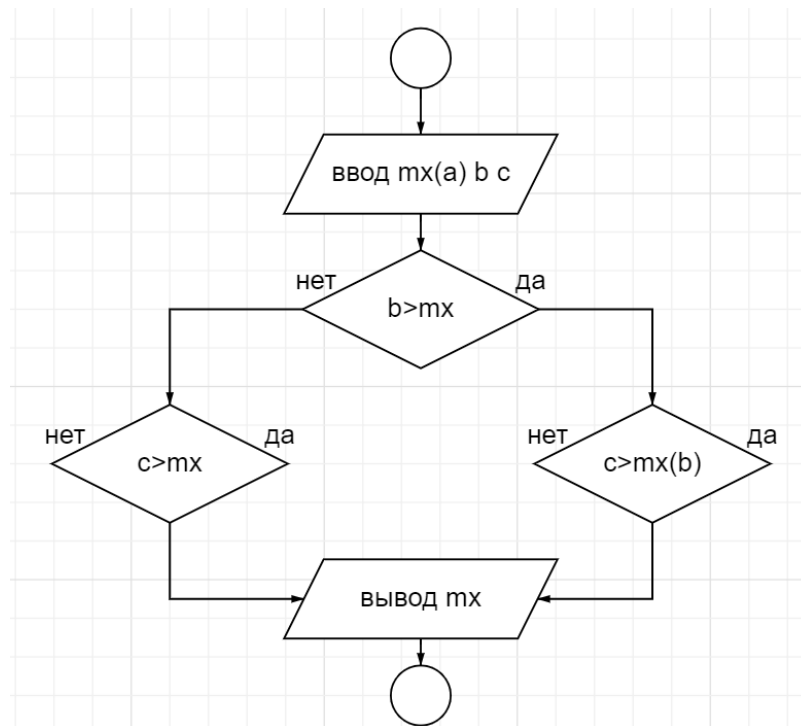 ввод mx(a) b c
нет
да
b>mx
нет
да
c>mx
нет
да
c>mx(b)
вывод mx